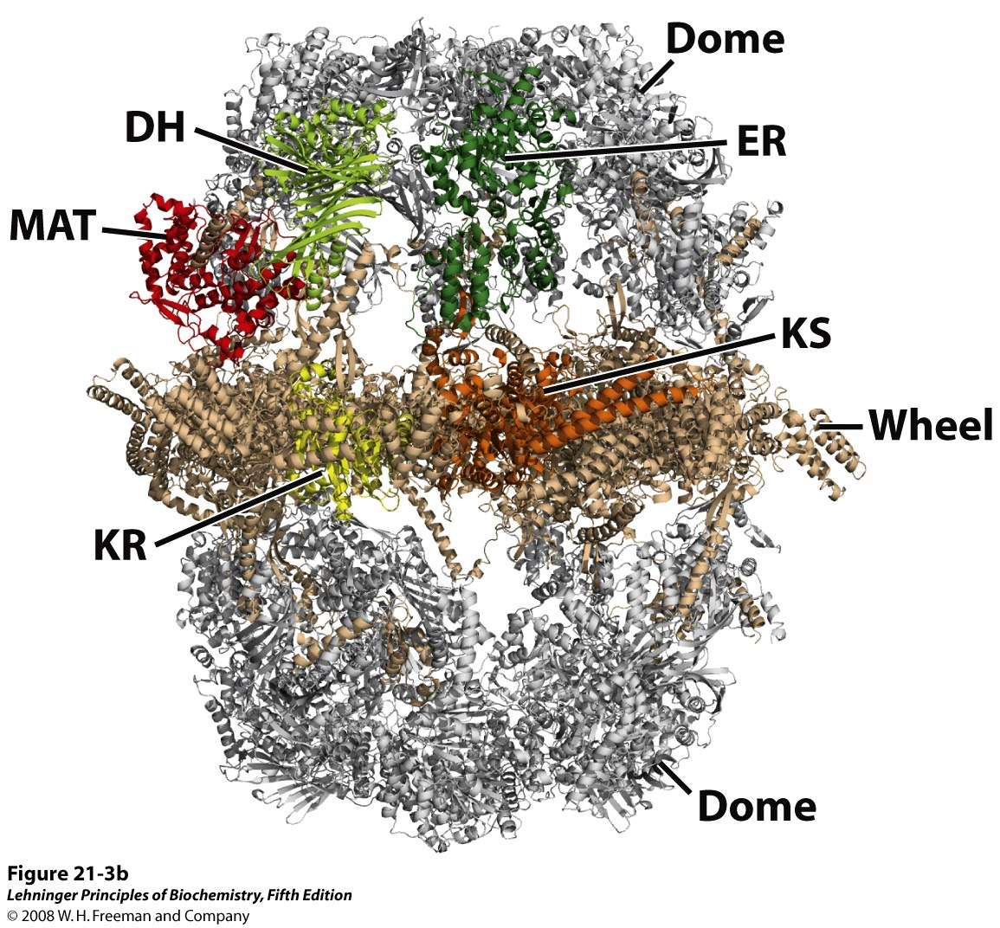 Dome
DH
ER
MAT
KS
Wheel
KR
Dome
Figure 21-3b
Lehninger Principles of Biochemistry, Fifth Edition
© 2008 W. H. Freeman and Company